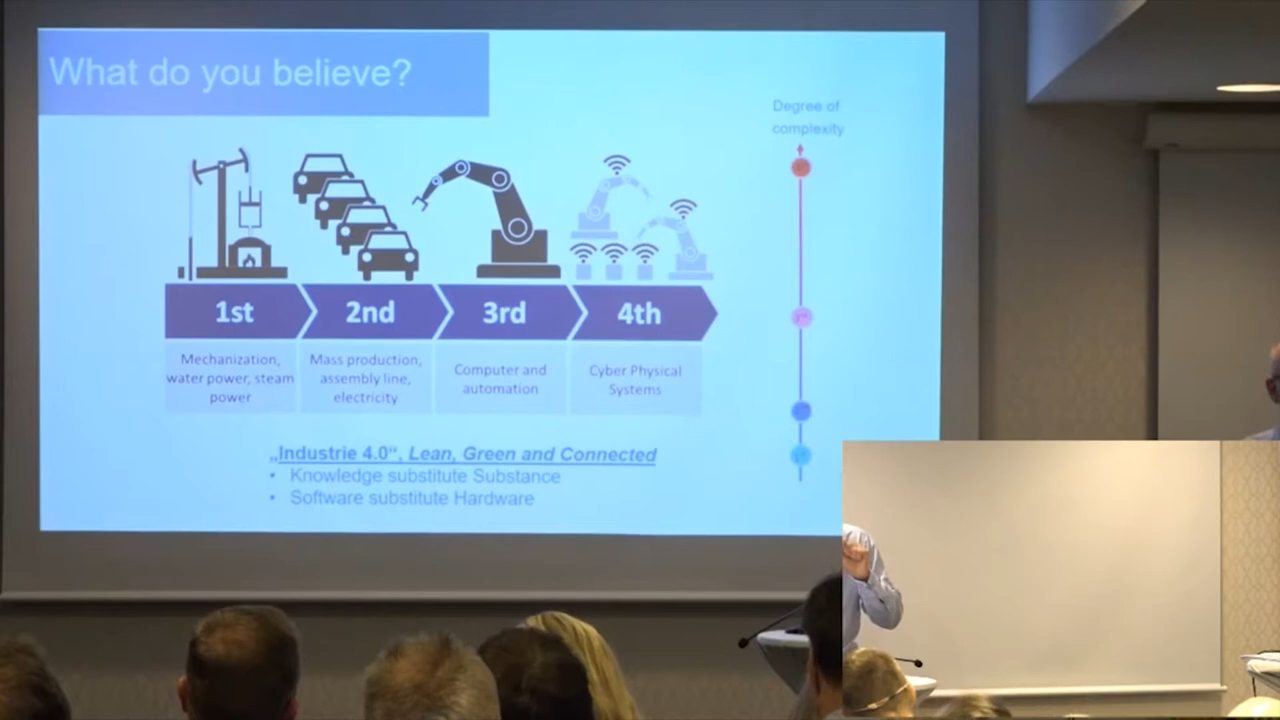 What do you believe?
Degree of
complexity
1st
2nd
3rd
4th
Mechanization,
water power, steam
power
Mass production,
assembly line,
electricity
Computer and
automation
Cyber Physical
Systems
„Industrie 4.0“, Lean, Green and Connected
• Knowledge substitute Substance
• Software substitute Hardware